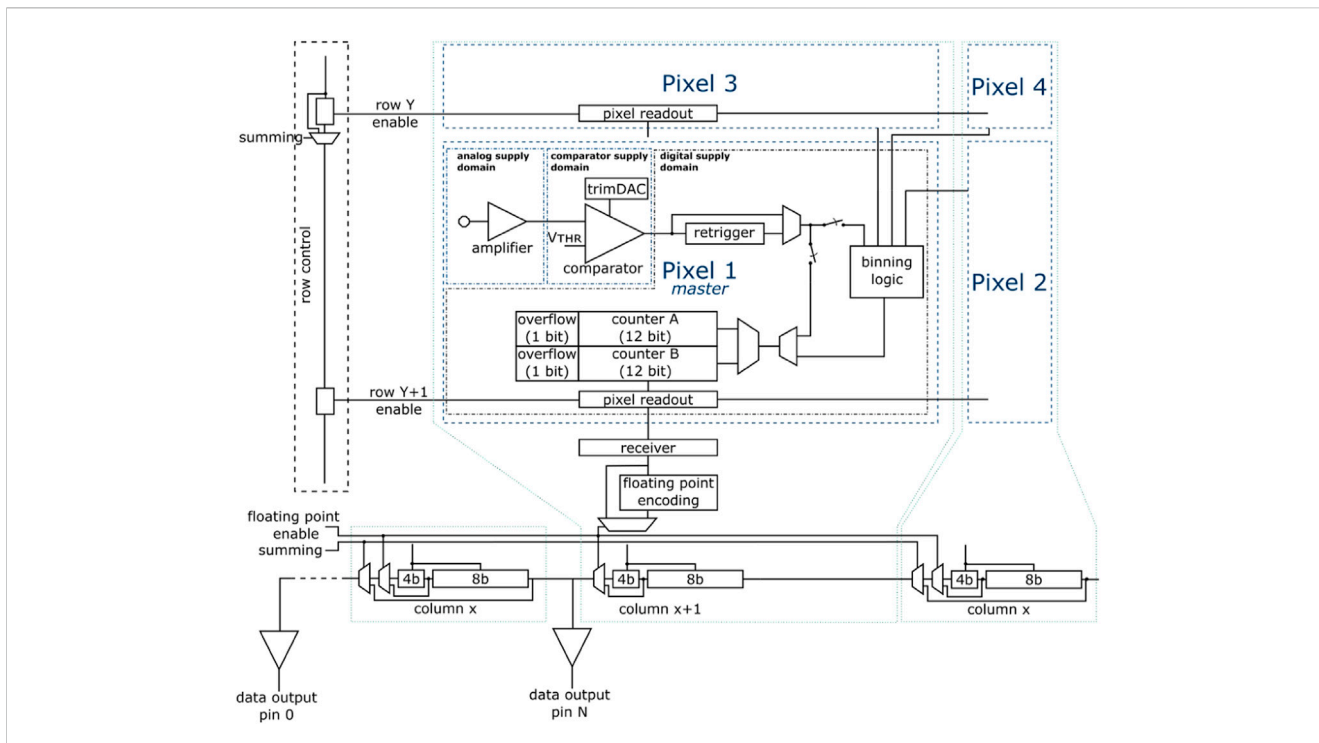 Pixel 3
Pixel 4
row Y
enable
pixel readout
summing
analog supply
domain
comparator supply
domain
digital supply
domain
trimDAC
amplifier
VTHR
comparator
retrigger
row control
Pixel 1
master
binning
logic
Pixel 2
overflow
(1 bit)
counter A
(12 bit)
overflow
(1 bit)
counter B
(12 bit)
row Y+1
enable
pixel readout
receiver
floating point
encoding
floating point
enable
summing
4b
8b
4b
8b
4b
8b
column x
column x+1
column x
data output
pin 0
data output
pin N